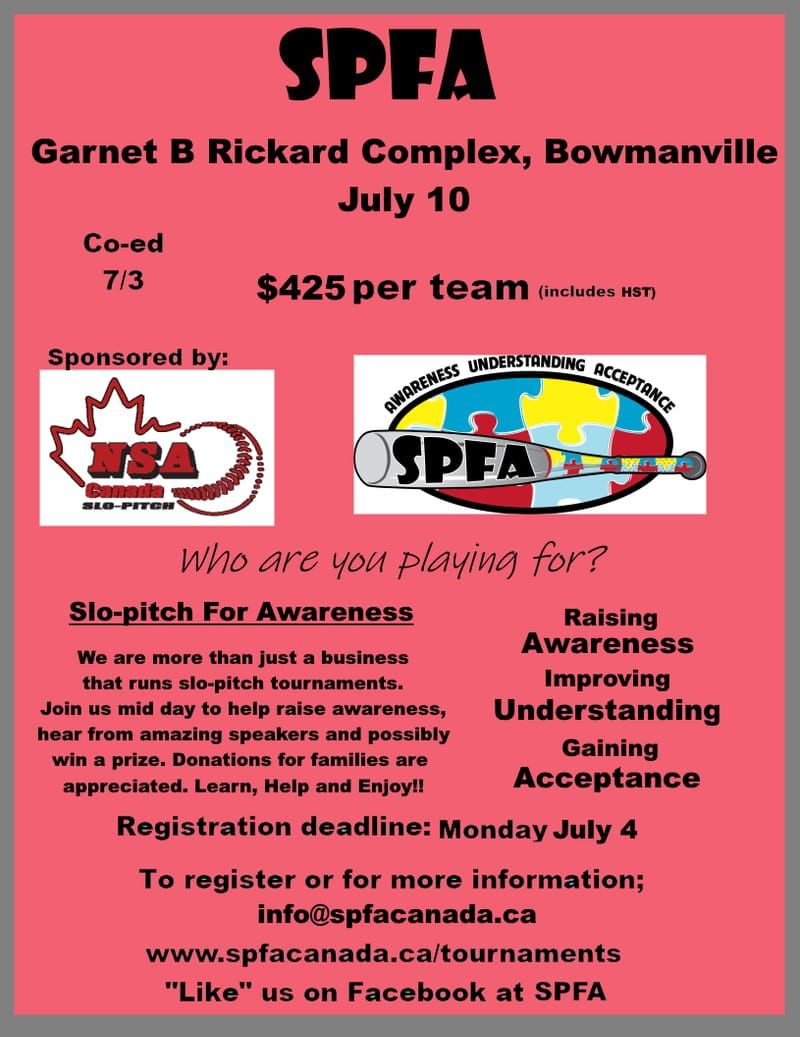 SPFA
Garnet B Rickard Complex, Bowmanville
July 10
Co-ed
7/3
$425 per team (includes HST)
Sponsored by:
NSA
Canada
SLO-PITCH
AWARENESS UNDERSTANDING ACCEPTANCE
SPFA
Who are you playing for?
Slo-pitch For Awareness
We are more than just a business
that runs slo-pitch tournaments.
Join us mid day to help raise awareness,
hear from amazing speakers and possibly
win a prize. Donations for families are
appreciated. Learn, Help and Enjoy!!
Raising
Awareness
Improving
Understanding
Gaining
Acceptance
Registration deadline: Monday July 4
To register or for more information;
info@spfacanada.ca
www.spfacanada.ca/tournaments
"Like" us on Facebook at SPFA